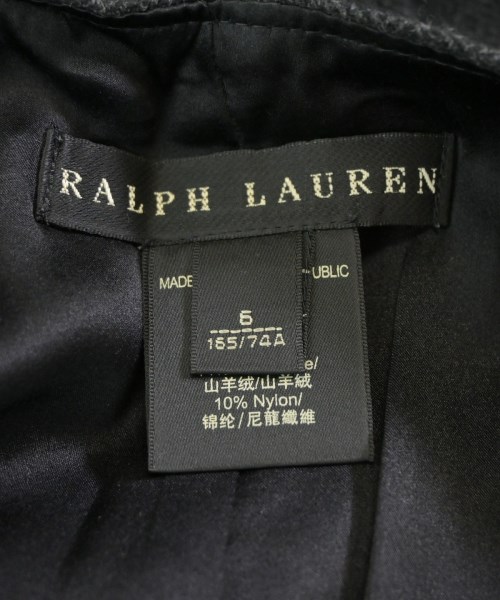 RALPH LAUREN
MADE
6
165/74A
山羊绒/山羊絨
10% Nylon/
锦纶/尼龍纖維